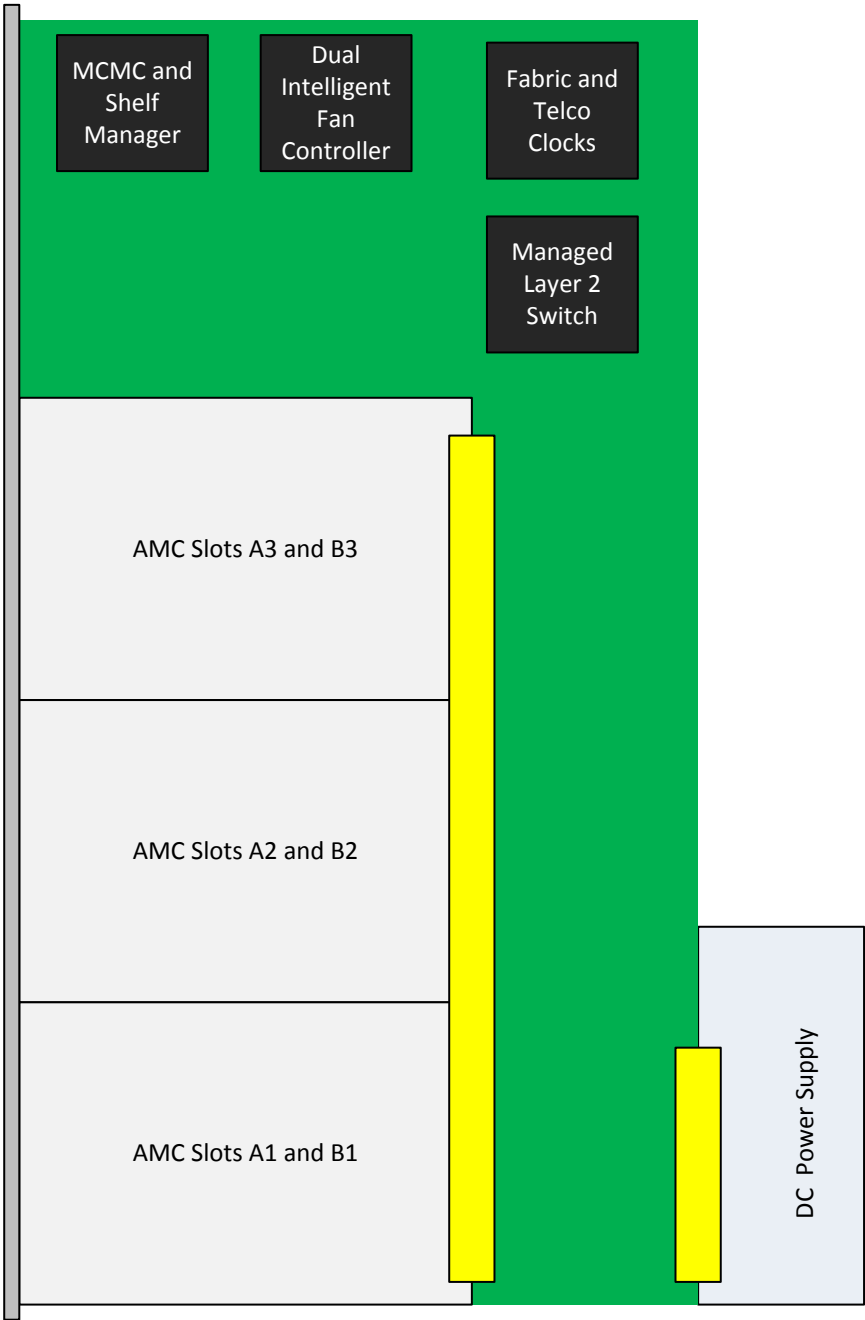 MCMC and
Shelf
Manager
Dual
Intelligent
Fan
Controller
Fabric and
Telco
Clocks
Managed
Layer 2
Switch
AMC Slots A3 and B3
AMC Slots A2 and B2
AMC Slots A1 and B1
DC Power Supply